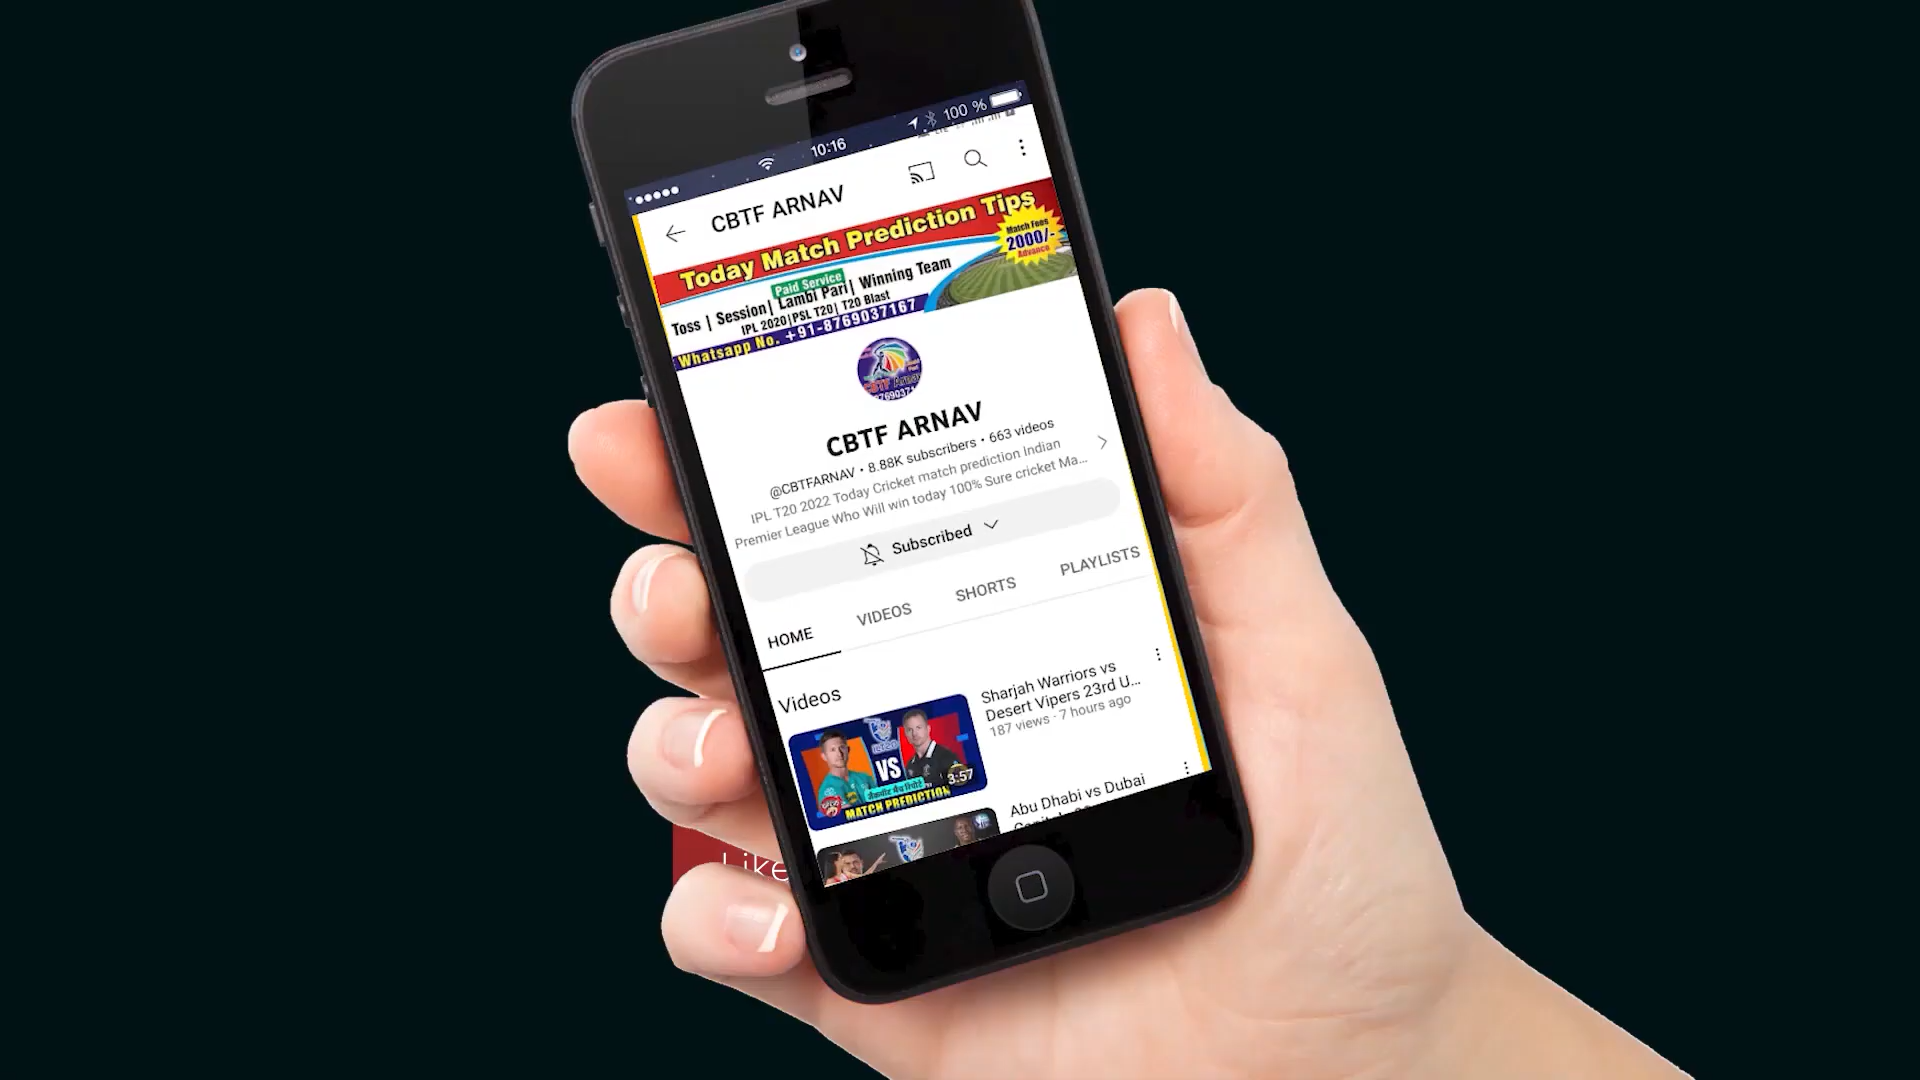 10:16
100 %
CBTF ARNAV
Today Match Prediction Tips
Match Fees
2000/-
Advance
Paid Service
Toss | Session| Lambi Pari| Winning Team
IPL 2020|PSL T20| T20 Blast
Whatsapp No. +91-8769037167
CBTF ARNAV
@CBTFARNAV • 8.88K subscribers • 663 videos
IPL T20 2022 Today Cricket match prediction Indian
Premier League Who Will win today 100% Sure cricket Ma...
Subscribed
HOME
VIDEOS
SHORTS
PLAYLISTS
Videos
Sharjah Warriors vs
Desert Vipers 23rd U...
187 views · 7 hours ago
VS
MATCH PREDICTION
3:57
Abu Dhabi vs Dubai
Like